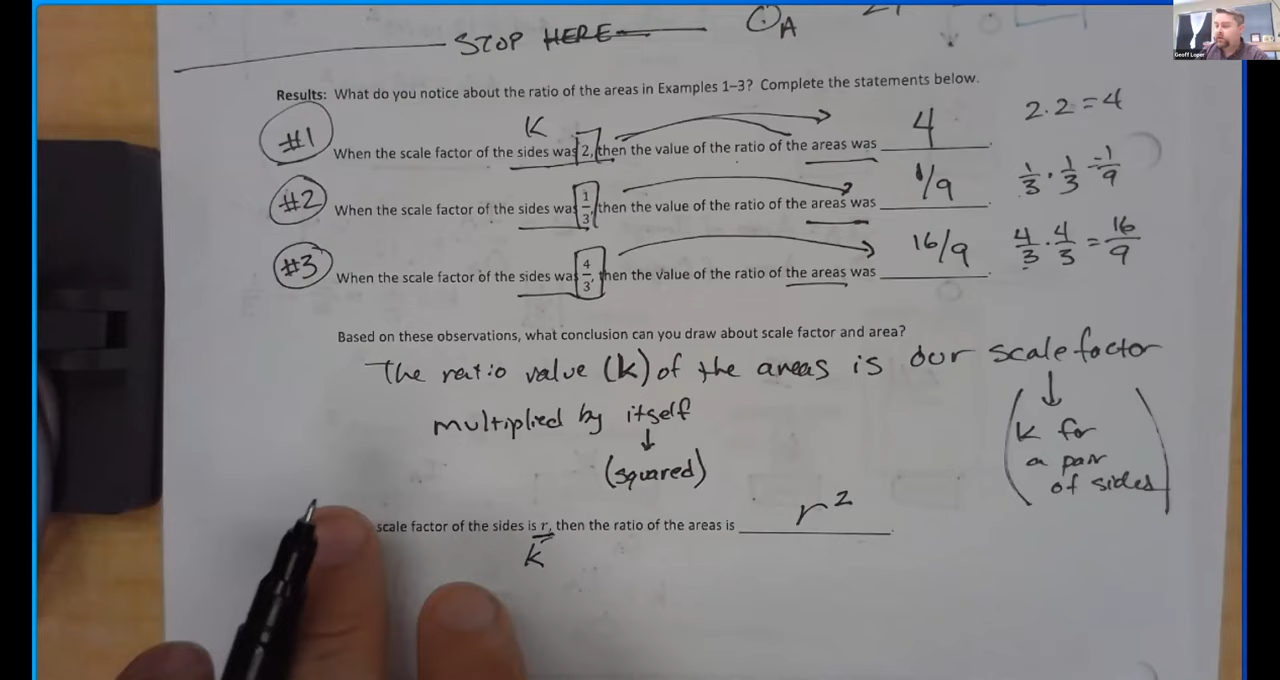 STOP HERE
⊙A
Results: What do you notice about the ratio of the areas in Examples 1–3? Complete the statements below.
K
#1
When the scale factor of the sides was 2, then the value of the ratio of the areas was 4.
2·2=4
#2
When the scale factor of the sides was 1/3, then the value of the ratio of the areas was 1/9.
1/3 · 1/3 = 1/9
#3
When the scale factor of the sides was 4/3, then the value of the ratio of the areas was 16/9.
4/3 · 4/3 = 16/9
Based on these observations, what conclusion can you draw about scale factor and area?
The ratio value (k) of the areas is our scale factor
multiplied by itself
(squared)
(k for
a pair
of sides)
scale factor of the sides is r, then the ratio of the areas is r².
k
Geoff Loper